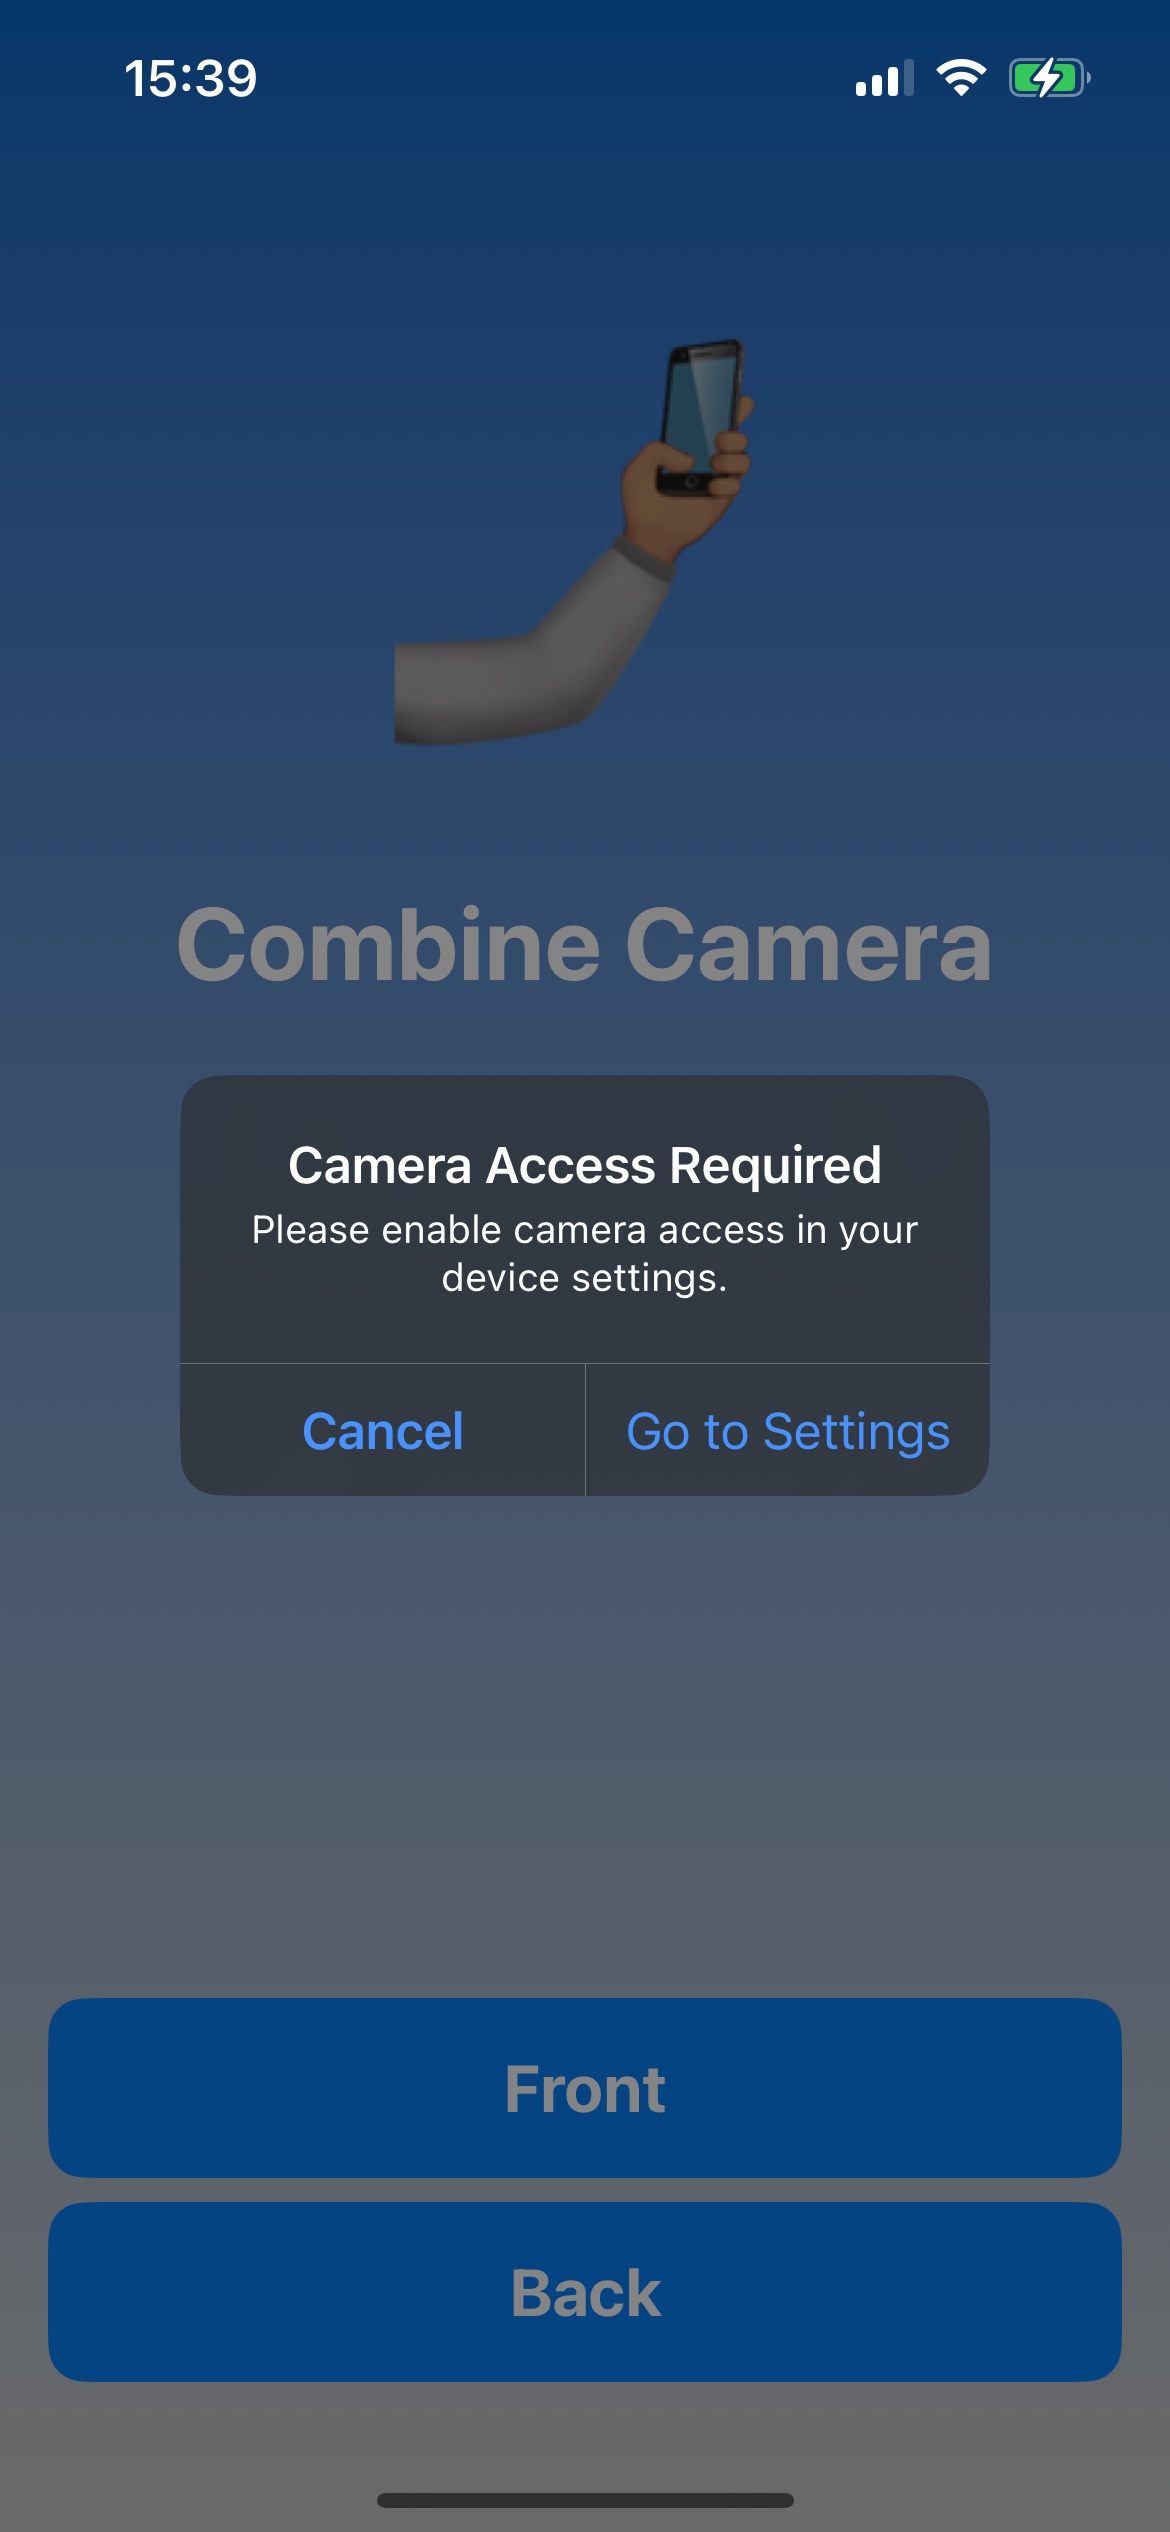 15:39
Combine Camera
Camera Access Required
Please enable camera access in your
device settings.
Cancel
Go to Settings
Front
Back